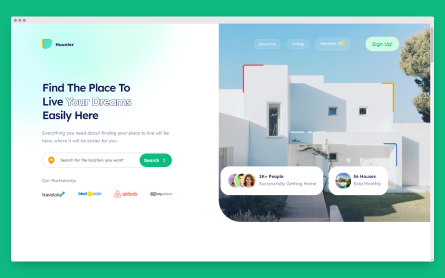 Haunter
About Us
Article
Property
Sign Up!
Find The Place To
Live Your Dreams
Easily Here
Everything you need about finding your place to live will be
here, where it will be easier for you
Search for the location you want!
Search
Our Partnership
traveloka
tiket.com
airbnb
tripadvisor
1K+ People
Successfully Getting Home
56 Houses
Sold Monthly